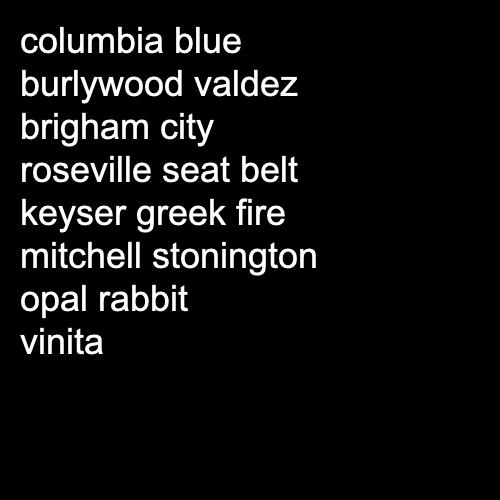 columbia blue
burlywood valdez
brigham city
roseville seat belt
keyser greek fire
mitchell stonington
opal rabbit
vinita